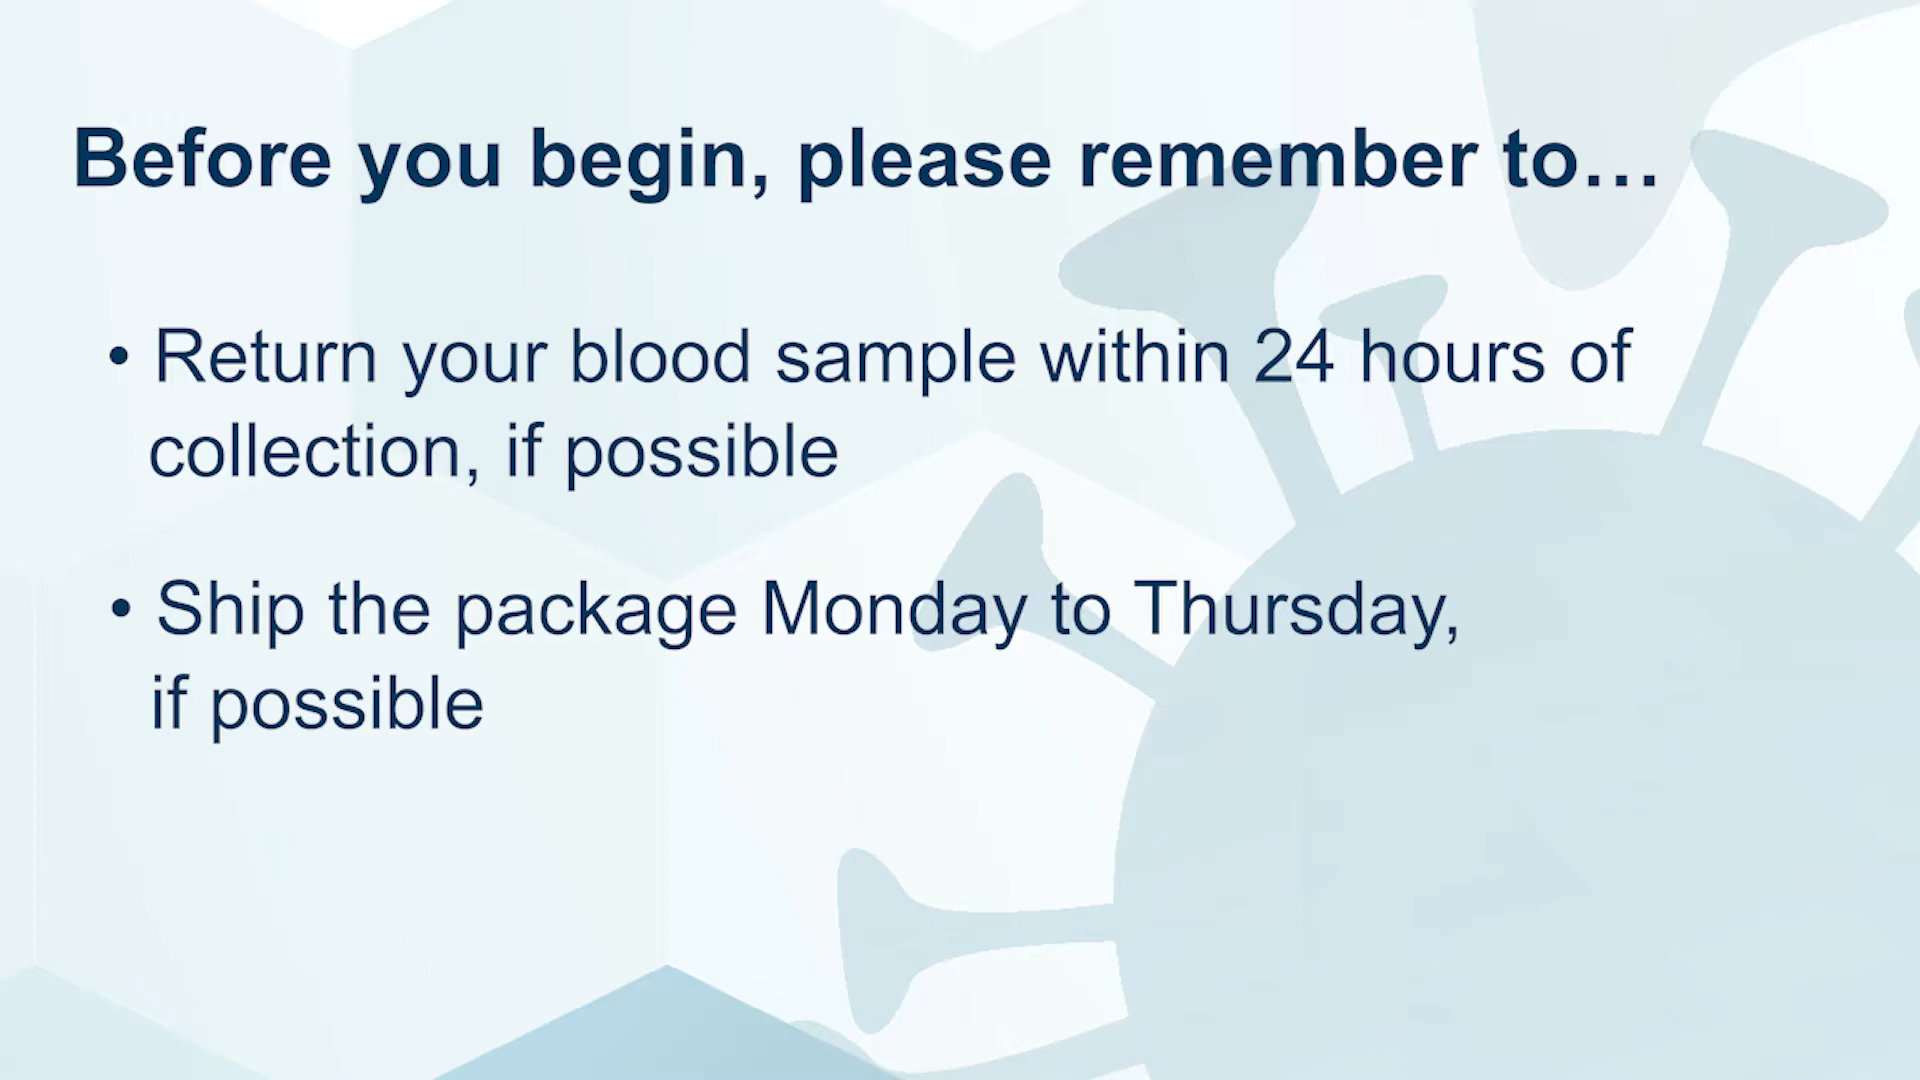 Before you begin, please remember to...
• Return your blood sample within 24 hours of
collection, if possible
• Ship the package Monday to Thursday,
if possible